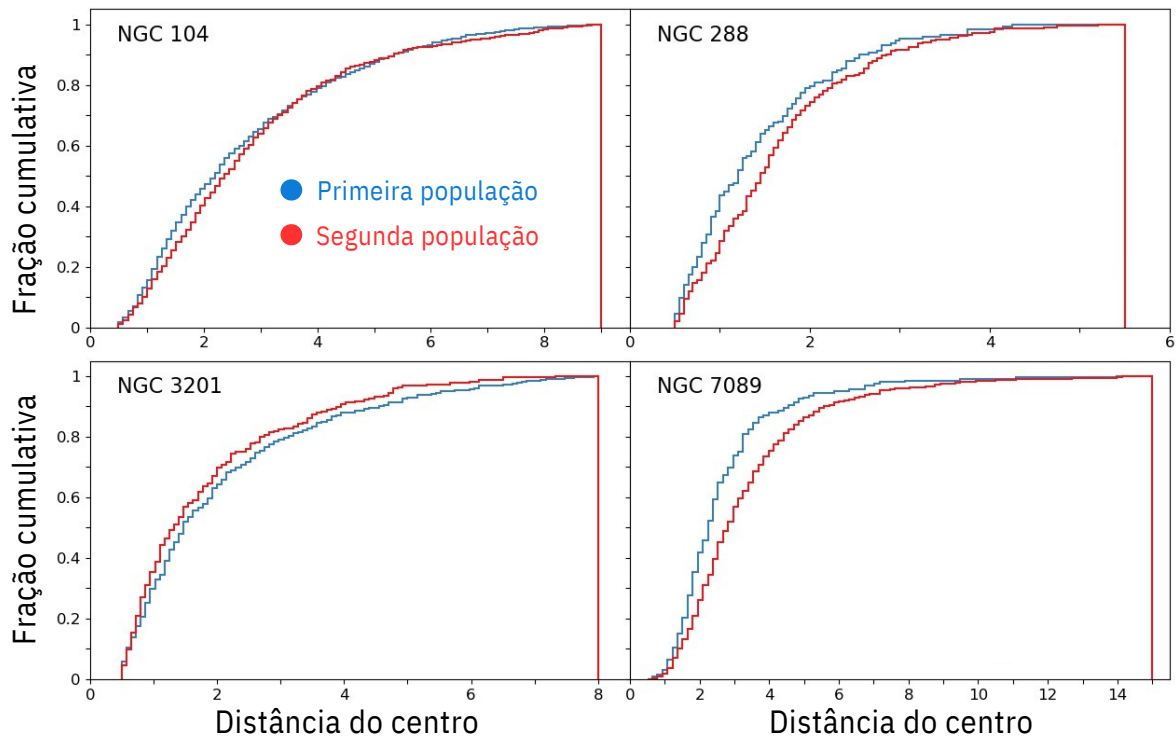 NGC 104
NGC 288
Fração cumulativa
1
0.8
0.6
0.4
0.2
0
Primeira população
Segunda população
0 2 4 6 8
0 2 4 6
NGC 3201
NGC 7089
Fração cumulativa
1
0.8
0.6
0.4
0.2
0
0 2 4 6 8
0 2 4 6 8 10 12 14
Distância do centro
Distância do centro